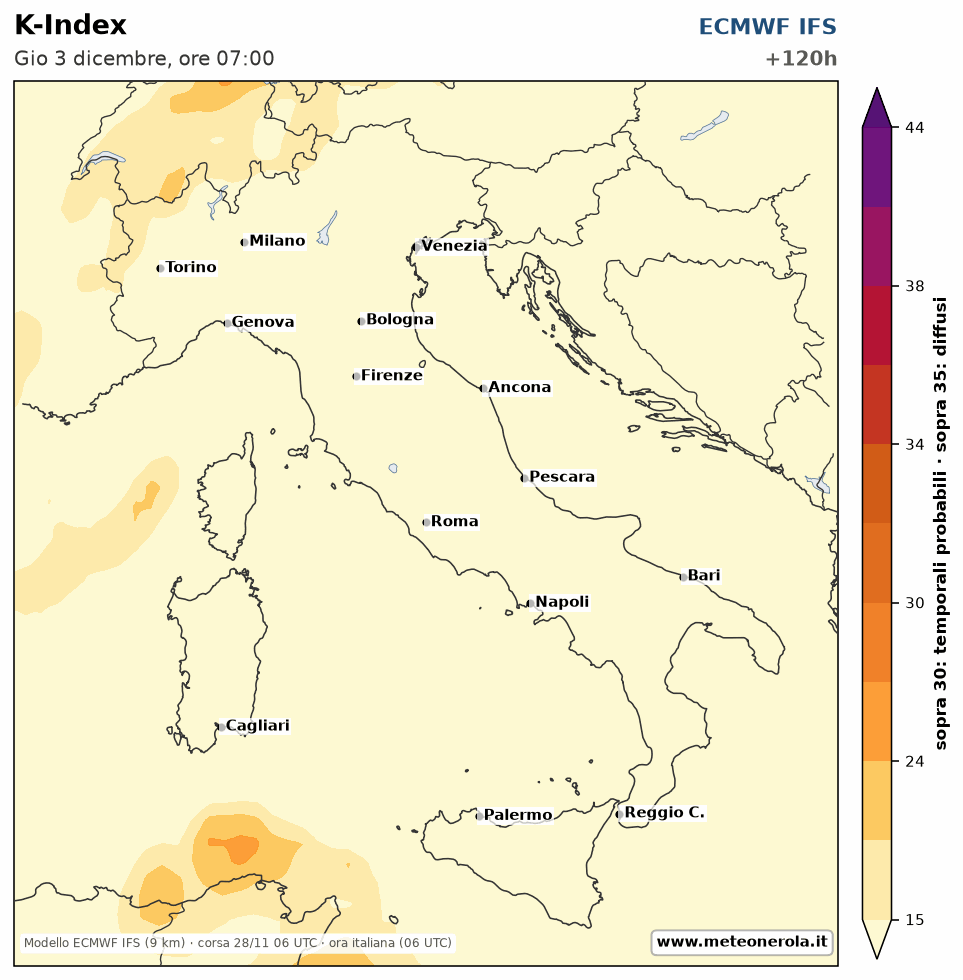 K-Index
ECMWF IFS
Gio 3 dicembre, ore 07:00
+120h
Milano
Venezia
Torino
Genova
Bologna
Firenze
Ancona
Pescara
Roma
Bari
Napoli
Cagliari
Palermo
Reggio C.
44
38
34
30
24
15
sopra 30: temporali probabili · sopra 35: diffusi
Modello ECMWF IFS (9 km) · corsa 28/11 06 UTC · ora italiana (06 UTC)
www.meteonerola.it